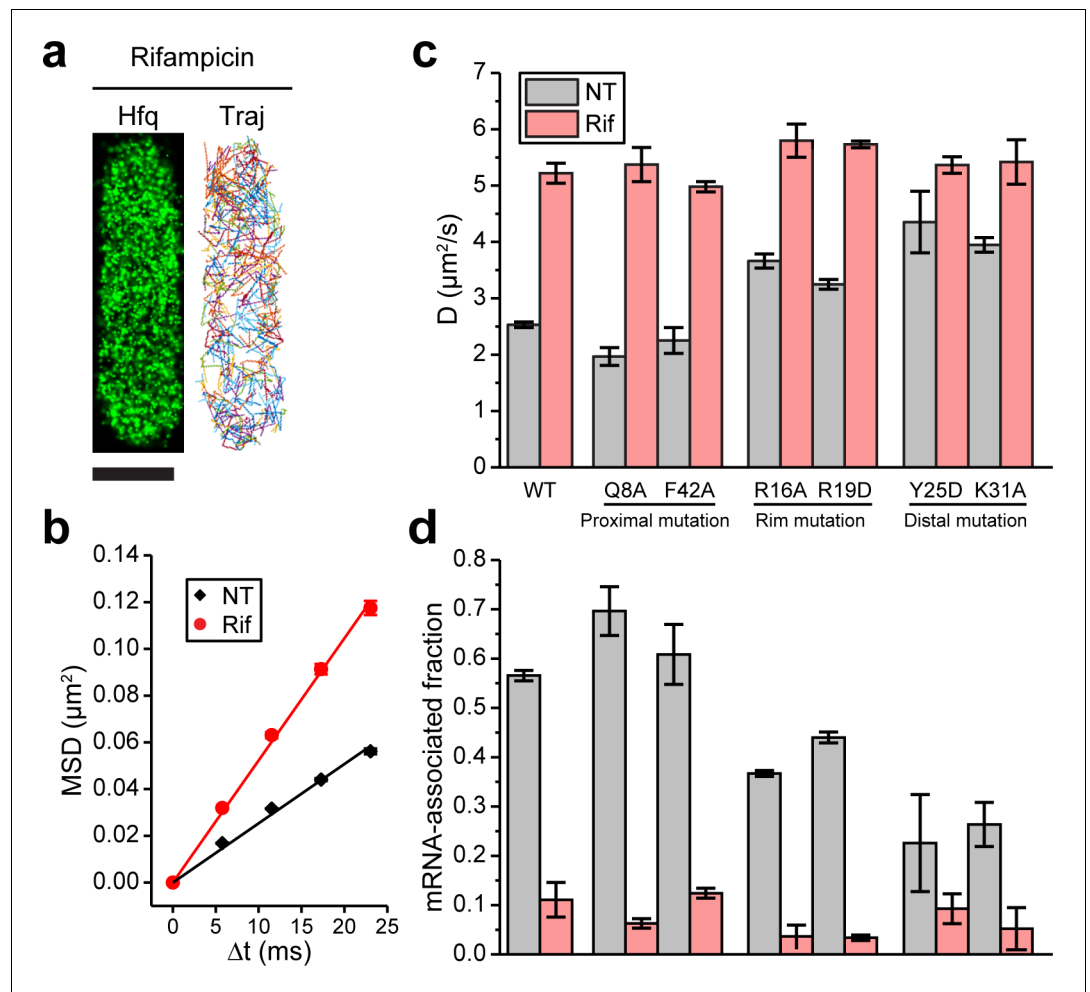 a
Rifampicin
Hfq Traj
b
0.14
0.12
0.10
0.08
0.06
0.04
0.02
0.00
MSD (µm²)
NT
Rif
0 5 10 15 20 25
Δt (ms)
c
7
6
5
4
3
2
1
0
D (µm²/s)
NT
Rif
WT Q8A F42A R16A R19D Y25D K31A
Proximal mutation Rim mutation Distal mutation
d
0.8
0.7
0.6
0.5
0.4
0.3
0.2
0.1
0.0
mRNA-associated fraction